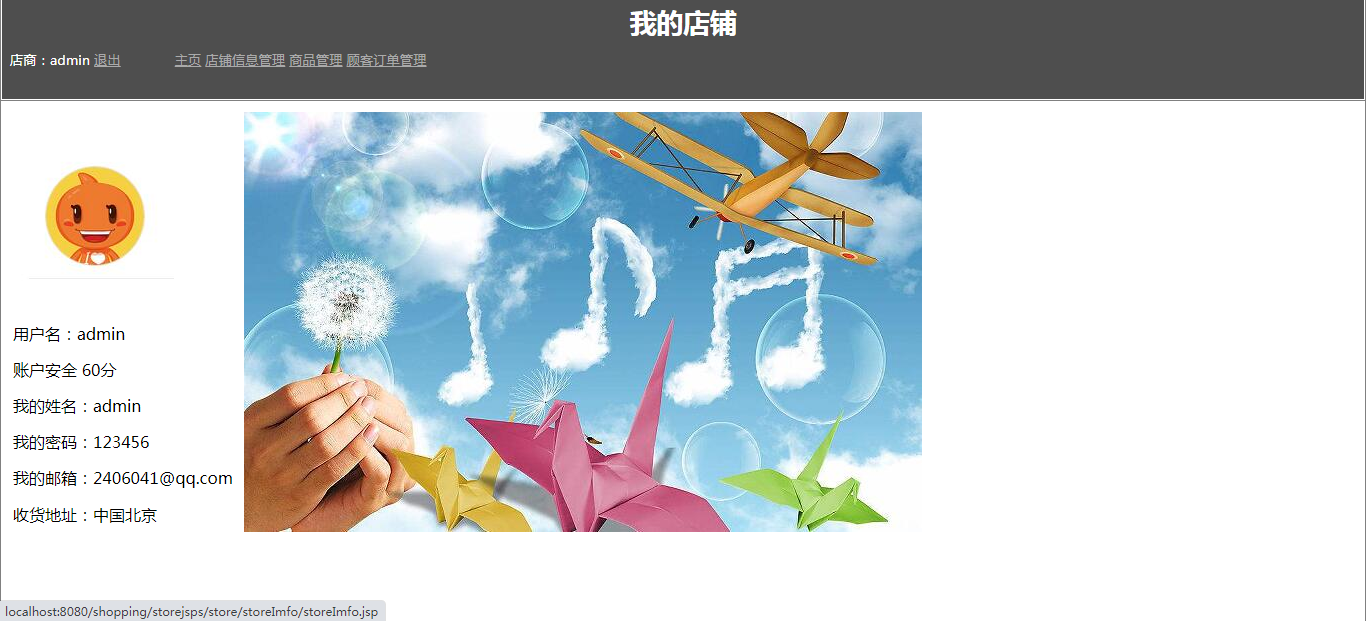 我的店铺
店商：admin 退出 主页 店铺信息管理 商品管理 顾客订单管理
用户名：admin
账户安全 60分
我的姓名：admin
我的密码：123456
我的邮箱：2406041@qq.com
收货地址：中国北京
localhost:8080/shopping/storejsps/store/storeImfo/storeImfo.jsp